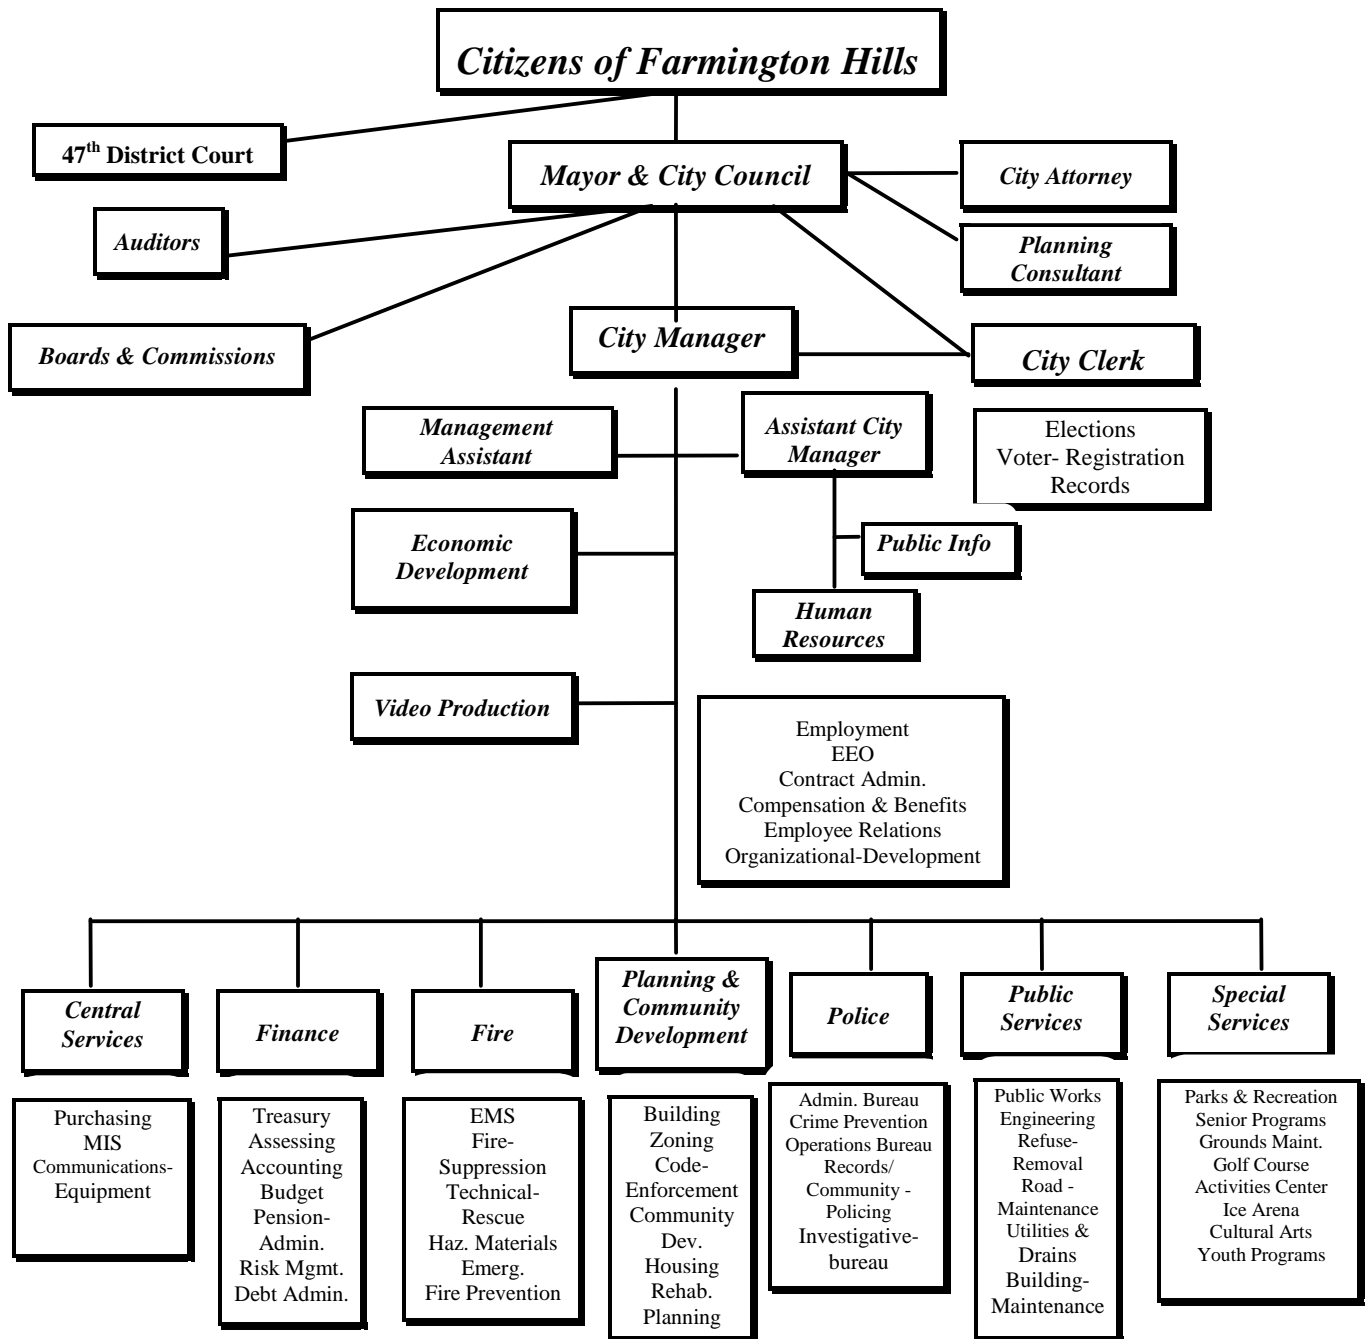 Citizens of Farmington Hills
47th District Court
Mayor & City Council
City Attorney
Auditors
Planning
Consultant
Boards & Commissions
City Manager
City Clerk
Management
Assistant
Assistant City
Manager
Elections
Voter- Registration
Records
Economic
Development
Public Info
Human
Resources
Video Production
Employment
EEO
Contract Admin.
Compensation & Benefits
Employee Relations
Organizational-Development
Central
Services
Finance
Fire
Planning &
Community
Development
Police
Public
Services
Special
Services
Purchasing
MIS
Communications-
Equipment
Treasury
Assessing
Accounting
Budget
Pension-
Admin.
Risk Mgmt.
Debt Admin.
EMS
Fire-
Suppression
Technical-
Rescue
Haz. Materials
Emerg.
Fire Prevention
Building
Zoning
Code-
Enforcement
Community
Dev.
Housing
Rehab.
Planning
Admin. Bureau
Crime Prevention
Operations Bureau
Records/
Community -
Policing
Investigative-
bureau
Public Works
Engineering
Refuse-
Removal
Road -
Maintenance
Utilities &
Drains
Building-
Maintenance
Parks & Recreation
Senior Programs
Grounds Maint.
Golf Course
Activities Center
Ice Arena
Cultural Arts
Youth Programs